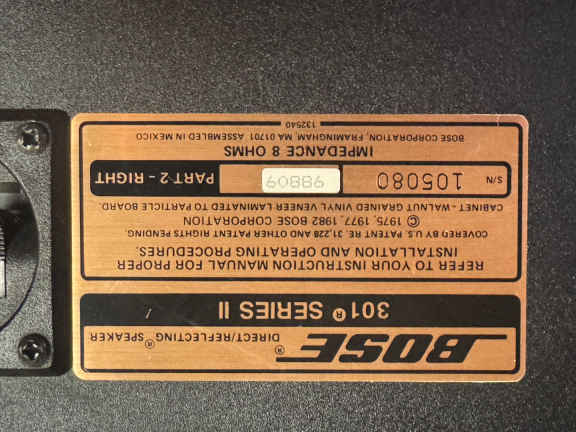 BOSE® DIRECT/REFLECTING® SPEAKER
301® SERIES II
REFER TO YOUR INSTRUCTION MANUAL FOR PROPER
INSTALLATION AND OPERATING PROCEDURES.
COVERED BY U.S. PATENT RE. 31,228 AND OTHER PATENT RIGHTS PENDING.
© 1975, 1977, 1982 BOSE CORPORATION
CABINET - WALNUT GRAINED VINYL VENEER LAMINATED TO PARTICLE BOARD.
S/N 105080 98809 PART 2 - RIGHT
IMPEDANCE 8 OHMS
BOSE CORPORATION, FRAMINGHAM, MA 01701 ASSEMBLED IN MEXICO
132540